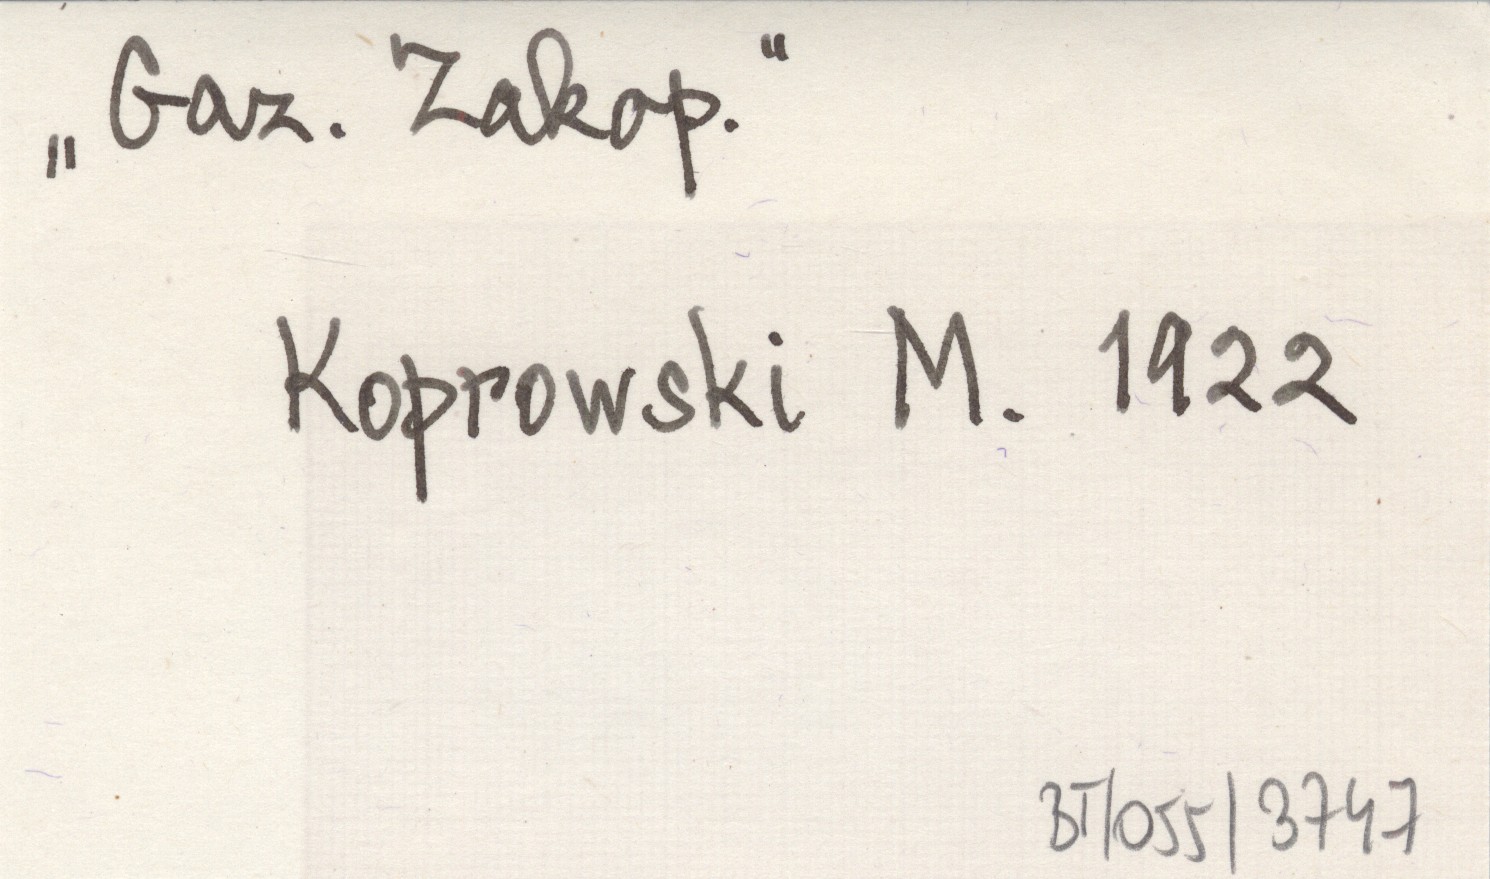 „Gaz. Zakop.“
Koprowski M. 1922
BT/055/3747